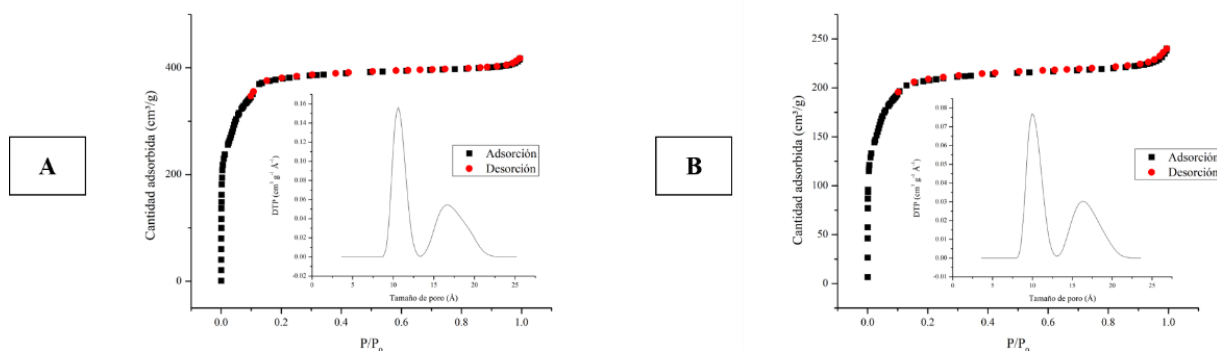 A
Cantidad adsorbida (cm³/g)
400
200
0
0.0 0.2 0.4 0.6 0.8 1.0
P/P₀
Adsorción
Desorción
DTP (cm³ g⁻¹ Å⁻¹)
0.16
0.14
0.12
0.10
0.08
0.06
0.04
0.02
0.00
-0.02
0 5 10 15 20 25
Tamaño de poro (Å)
B
Cantidad adsorbida (cm³/g)
250
200
150
100
50
0
0.0 0.2 0.4 0.6 0.8 1.0
P/P₀
Adsorción
Desorción
DTP (cm³ g⁻¹ Å⁻¹)
0.08
0.07
0.06
0.05
0.04
0.03
0.02
0.01
0.00
-0.01
0 5 10 15 20 25
Tamaño de poro (Å)